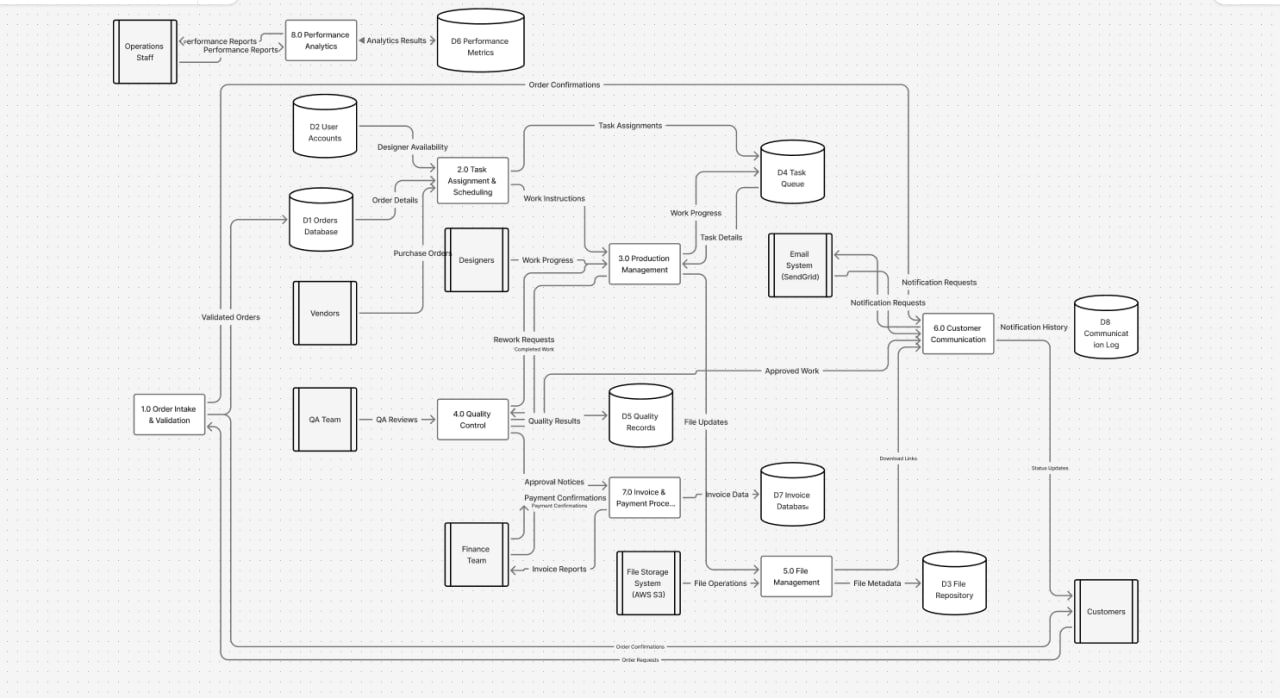 Operations
Staff
Performance Reports
Performance Reports
8.0 Performance
Analytics
Analytics Results
D6 Performance
Metrics
Order Confirmations
D2 User
Accounts
Designer Availability
Task Assignments
2.0 Task
Assignment &
Scheduling
D4 Task
Queue
Order Details
Work Instructions
D1 Orders
Database
Work Progress
Task Details
Purchase Orders
Designers
Work Progress
3.0 Production
Management
Email
System
(SendGrid)
Notification Requests
Notification Requests
Vendors
Validated Orders
6.0 Customer
Communication
Notification History
D8
Communicat
ion Log
Rework Requests
Completed Work
Approved Work
1.0 Order Intake
& Validation
QA Team
QA Reviews
4.0 Quality
Control
Quality Results
D5 Quality
Records
File Updates
Download Links
Status Updates
Approval Notices
Payment Confirmations
Payment Confirmations
7.0 Invoice &
Payment Proce...
Invoice Data
D7 Invoice
Database
Finance
Team
Invoice Reports
File Storage
System
(AWS S3)
File Operations
5.0 File
Management
File Metadata
D3 File
Repository
Customers
Order Confirmations
Order Requests